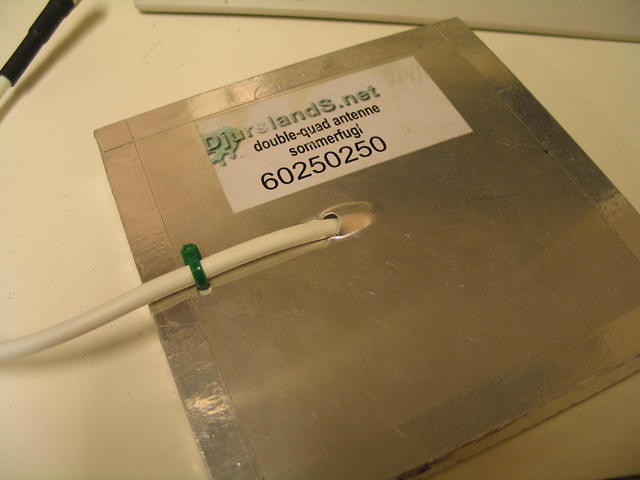 DjurslandS.net
double-quad antenne
sommerfugl
60250250